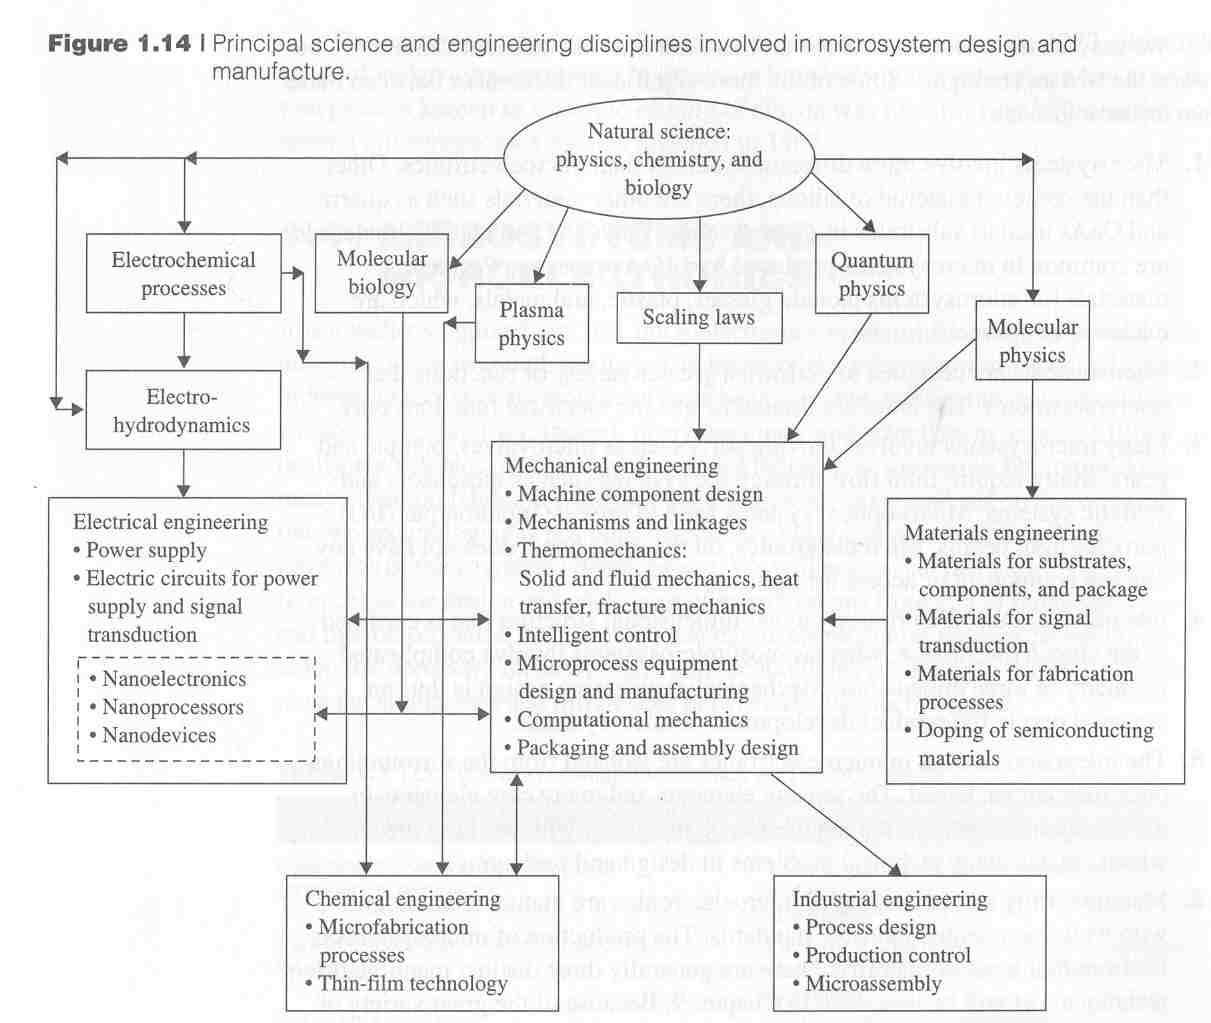 Figure 1.14 | Principal science and engineering disciplines involved in microsystem design and
manufacture.
Natural science:
physics, chemistry, and
biology
Electrochemical
processes
Molecular
biology
Plasma
physics
Scaling laws
Quantum
physics
Molecular
physics
Electro-
hydrodynamics
Electrical engineering
• Power supply
• Electric circuits for power
supply and signal
transduction
• Nanoelectronics
• Nanoprocessors
• Nanodevices
Mechanical engineering
• Machine component design
• Mechanisms and linkages
• Thermomechanics:
Solid and fluid mechanics, heat
transfer, fracture mechanics
• Intelligent control
• Microprocess equipment
design and manufacturing
• Computational mechanics
• Packaging and assembly design
Materials engineering
• Materials for substrates,
components, and package
• Materials for signal
transduction
• Materials for fabrication
processes
• Doping of semiconducting
materials
Chemical engineering
• Microfabrication
processes
• Thin-film technology
Industrial engineering
• Process design
• Production control
• Microassembly